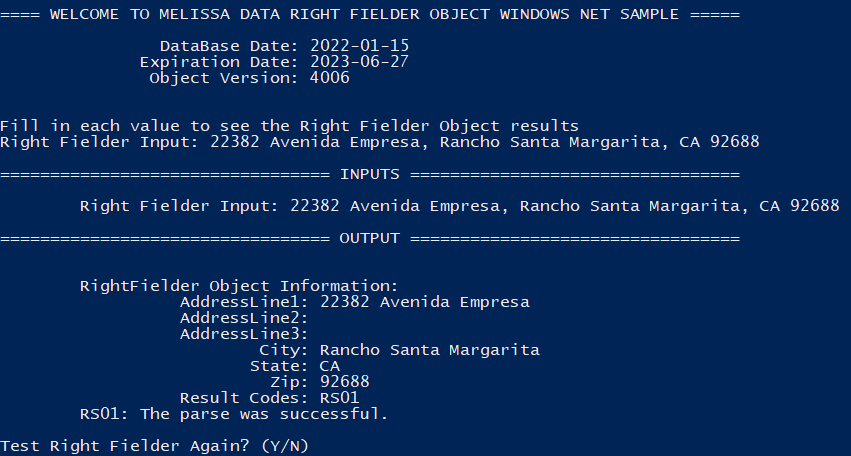 ==== WELCOME TO MELISSA DATA RIGHT FIELDER OBJECT WINDOWS NET SAMPLE =====
DataBase Date: 2022-01-15
Expiration Date: 2023-06-27
Object Version: 4006
Fill in each value to see the Right Fielder Object results
Right Fielder Input: 22382 Avenida Empresa, Rancho Santa Margarita, CA 92688
================================= INPUTS =================================
Right Fielder Input: 22382 Avenida Empresa, Rancho Santa Margarita, CA 92688
================================= OUTPUT =================================
RightFielder Object Information:
AddressLine1: 22382 Avenida Empresa
AddressLine2:
AddressLine3:
City: Rancho Santa Margarita
State: CA
Zip: 92688
Result Codes: RS01
RS01: The parse was successful.
Test Right Fielder Again? (Y/N)